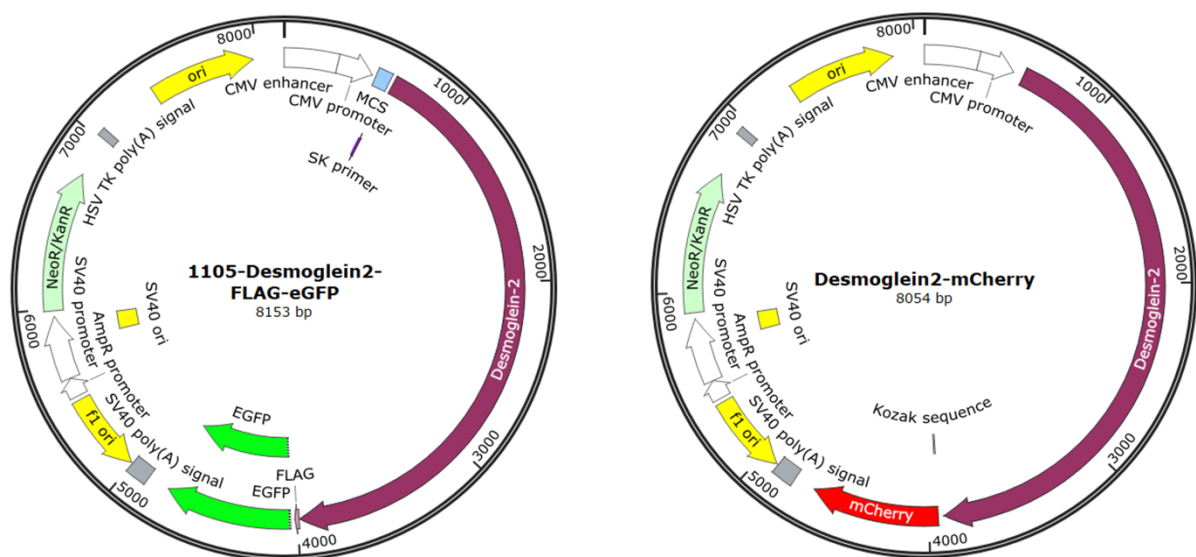 8000
ori
CMV enhancer
CMV promoter
MCS
1000
SK primer
7000
HSV TK poly(A) signal
NeoR/KanR
1105-Desmoglein2-
FLAG-eGFP
8153 bp
2000
Desmoglein-2
SV40 promoter
SV40 ori
6000
AmpR promoter
SV40 poly(A) signal
f1 ori
EGFP
FLAG
EGFP
3000
5000
4000
8000
ori
CMV enhancer
CMV promoter
1000
7000
HSV TK poly(A) signal
NeoR/KanR
Desmoglein2-mCherry
8054 bp
2000
Desmoglein-2
SV40 promoter
SV40 ori
6000
AmpR promoter
SV40 poly(A) signal
f1 ori
Kozak sequence
3000
5000
mCherry
4000